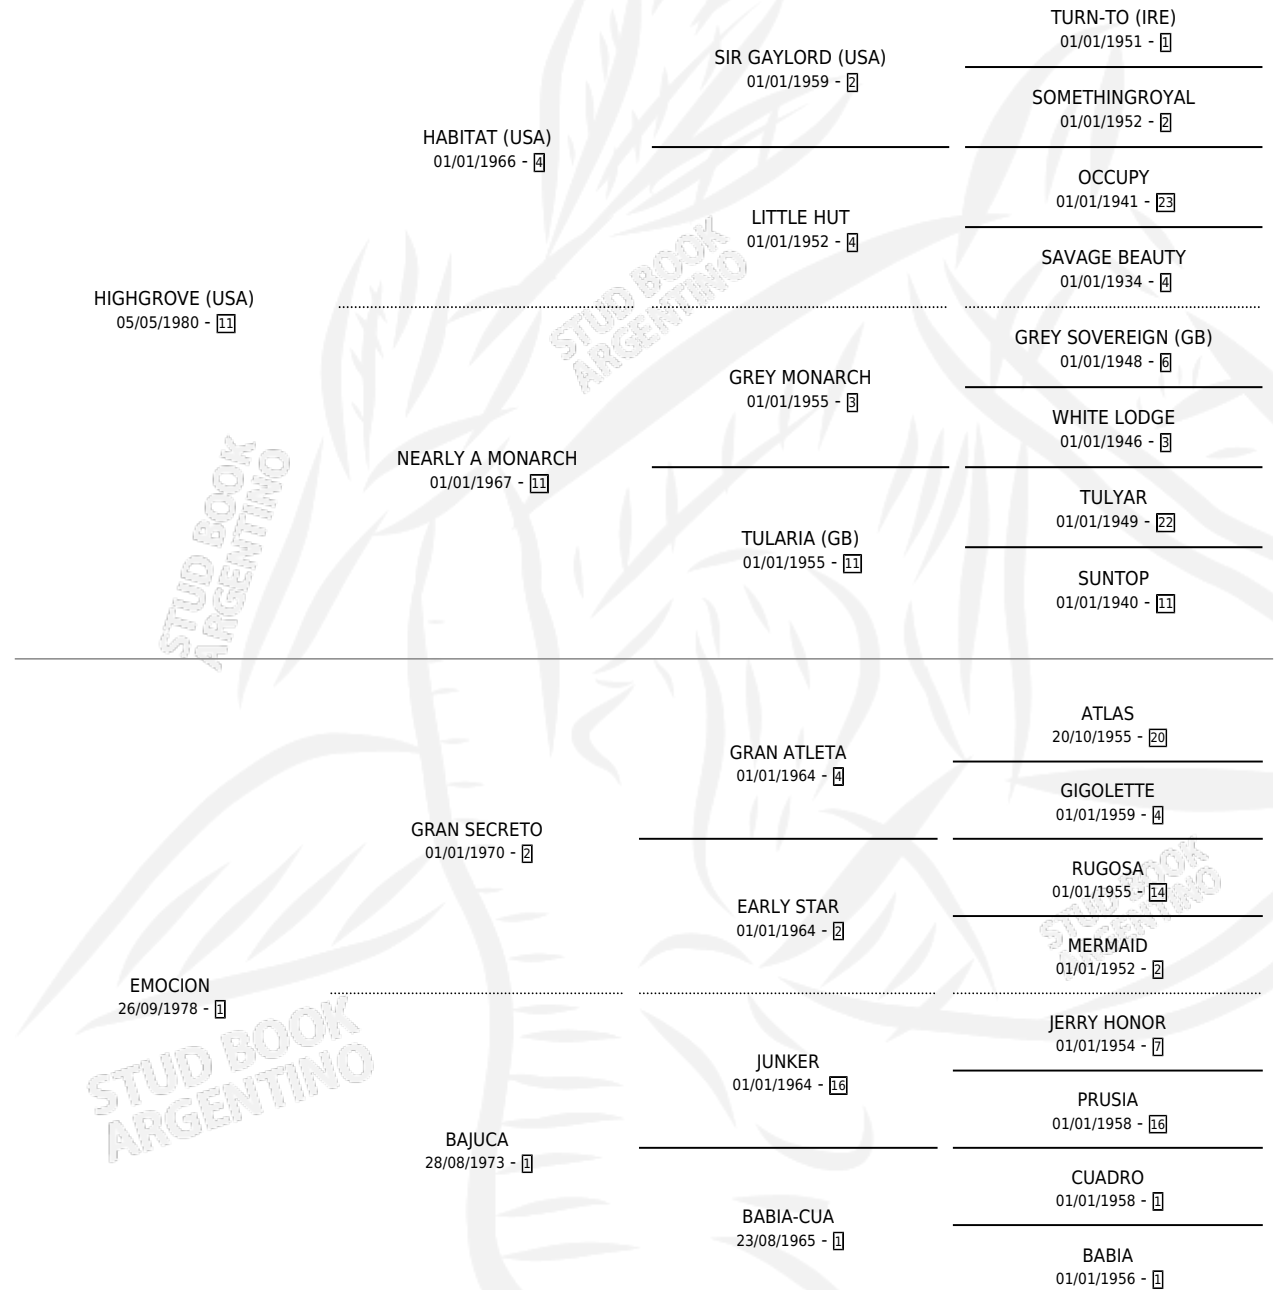 TURN-TO (IRE)
01/01/1951 - 1
SIR GAYLORD (USA)
01/01/1959 - 2
SOMETHINGROYAL
01/01/1952 - 2
HABITAT (USA)
01/01/1966 - 4
OCCUPY
01/01/1941 - 23
LITTLE HUT
01/01/1952 - 4
SAVAGE BEAUTY
01/01/1934 - 4
HIGHGROVE (USA)
05/05/1980 - 11
GREY SOVEREIGN (GB)
01/01/1948 - 6
GREY MONARCH
01/01/1955 - 3
WHITE LODGE
01/01/1946 - 3
NEARLY A MONARCH
01/01/1967 - 11
TULYAR
01/01/1949 - 22
TULARIA (GB)
01/01/1955 - 11
SUNTOP
01/01/1940 - 11
ATLAS
20/10/1955 - 20
GRAN ATLETA
01/01/1964 - 4
GIGOLETTE
01/01/1959 - 4
GRAN SECRETO
01/01/1970 - 2
RUGOSA
01/01/1955 - 14
EARLY STAR
01/01/1964 - 2
MERMAID
01/01/1952 - 2
EMOCION
26/09/1978 - 1
JERRY HONOR
01/01/1954 - 7
JUNKER
01/01/1964 - 16
PRUSIA
01/01/1958 - 16
BAJUCA
28/08/1973 - 1
CUADRO
01/01/1958 - 1
BABIA-CUA
23/08/1965 - 1
BABIA
01/01/1956 - 1
STUD BOOK
ARGENTINO
STUD BOOK
ARGENTINO
STUD BOOK
ARGENTINO
STUD BOOK
ARGENTINO